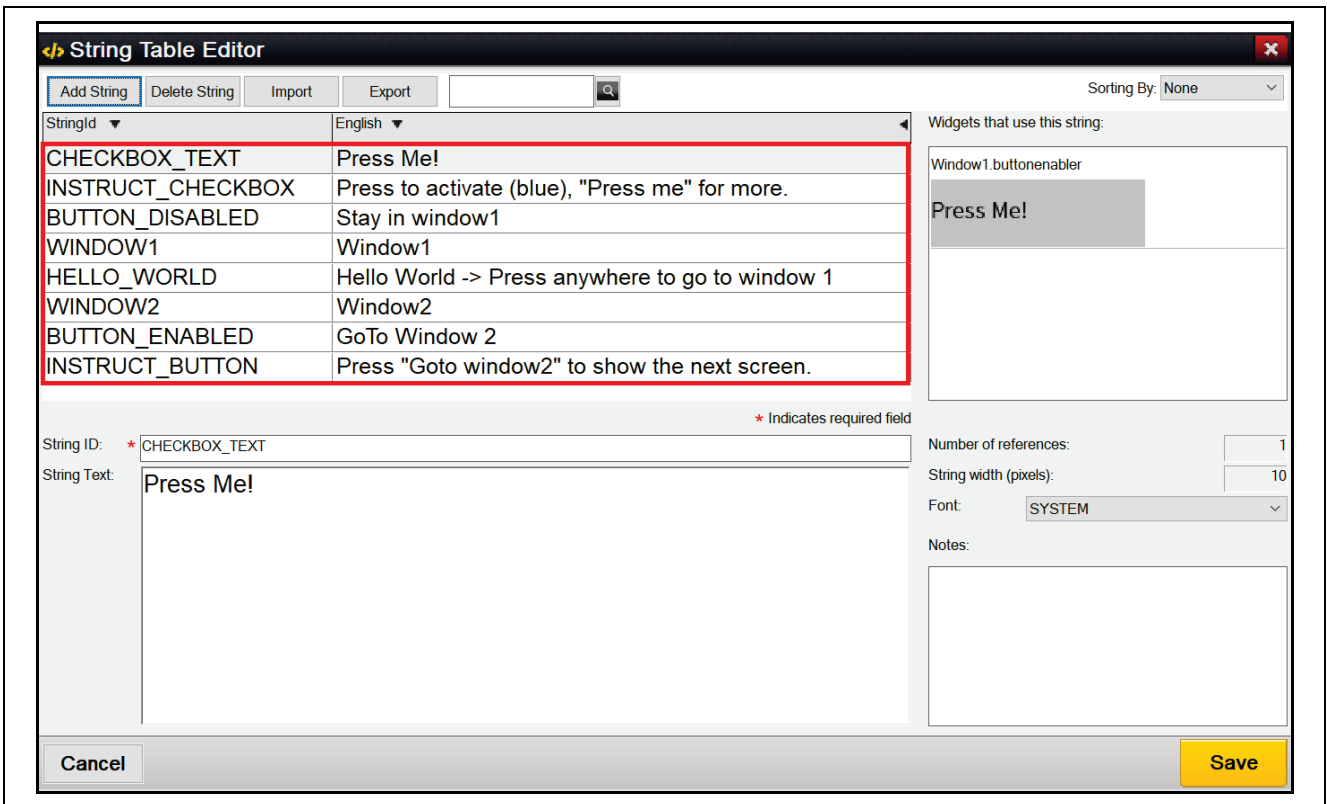 </> String Table Editor
Add String Delete String Import Export Sorting By: None
StringId English Widgets that use this string:
CHECKBOX_TEXT Press Me!
INSTRUCT_CHECKBOX Press to activate (blue), "Press me" for more.
BUTTON_DISABLED Stay in window1
WINDOW1 Window1
HELLO_WORLD Hello World -> Press anywhere to go to window 1
WINDOW2 Window2
BUTTON_ENABLED GoTo Window 2
INSTRUCT_BUTTON Press "Goto window2" to show the next screen.
Window1.buttonenabler
Press Me!
* Indicates required field
String ID: * CHECKBOX_TEXT
String Text: Press Me!
Number of references: 1
String width (pixels): 10
Font: SYSTEM
Notes:
Cancel Save